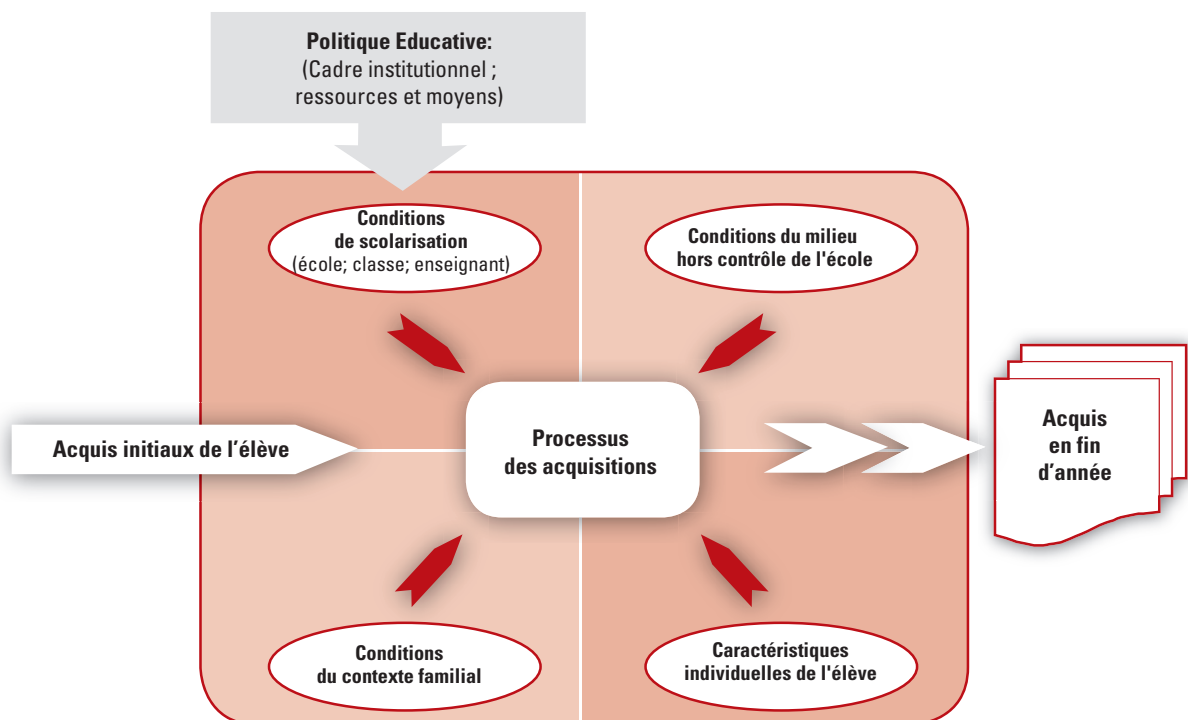 Politique Educative:
(Cadre institutionnel ;
ressources et moyens)
Conditions
de scolarisation
(école; classe; enseignant)
Conditions du milieu
hors contrôle de l'école
Acquis initiaux de l’élève
Processus
des acquisitions
Acquis
en fin
d’année
Conditions
du contexte familial
Caractéristiques
individuelles de l'élève